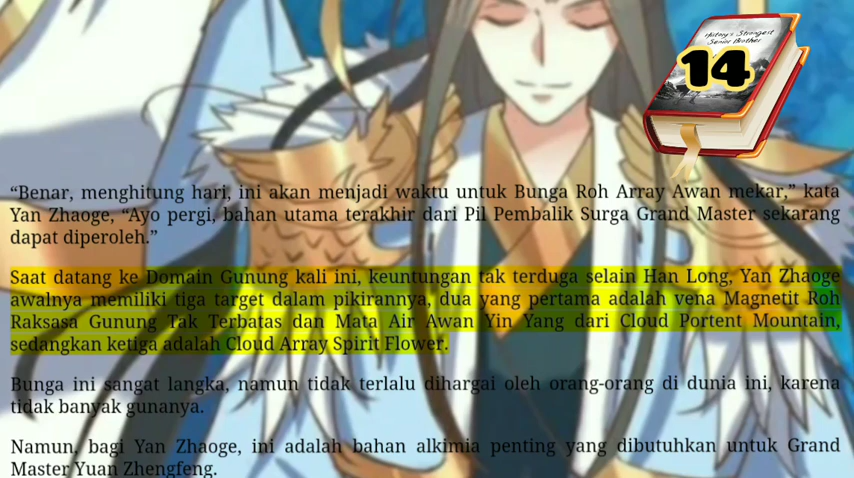 History's Strongest
Senior Brother
14
“Benar, menghitung hari, ini akan menjadi waktu untuk Bunga Roh Array Awan mekar,” kata
Yan Zhaoge, “Ayo pergi, bahan utama terakhir dari Pil Pembalik Surga Grand Master sekarang
dapat diperoleh.”
Saat datang ke Domain Gunung kali ini, keuntungan tak terduga selain Han Long, Yan Zhaoge
awalnya memiliki tiga target dalam pikirannya, dua yang pertama adalah vena Magnetit Roh
Raksasa Gunung Tak Terbatas dan Mata Air Awan Yin Yang dari Cloud Portent Mountain,
sedangkan ketiga adalah Cloud Array Spirit Flower.
Bunga ini sangat langka, namun tidak terlalu dihargai oleh orang-orang di dunia ini, karena
tidak banyak gunanya.
Namun, bagi Yan Zhaoge, ini adalah bahan alkimia penting yang dibutuhkan untuk Grand
Master Yuan Zhengfeng.